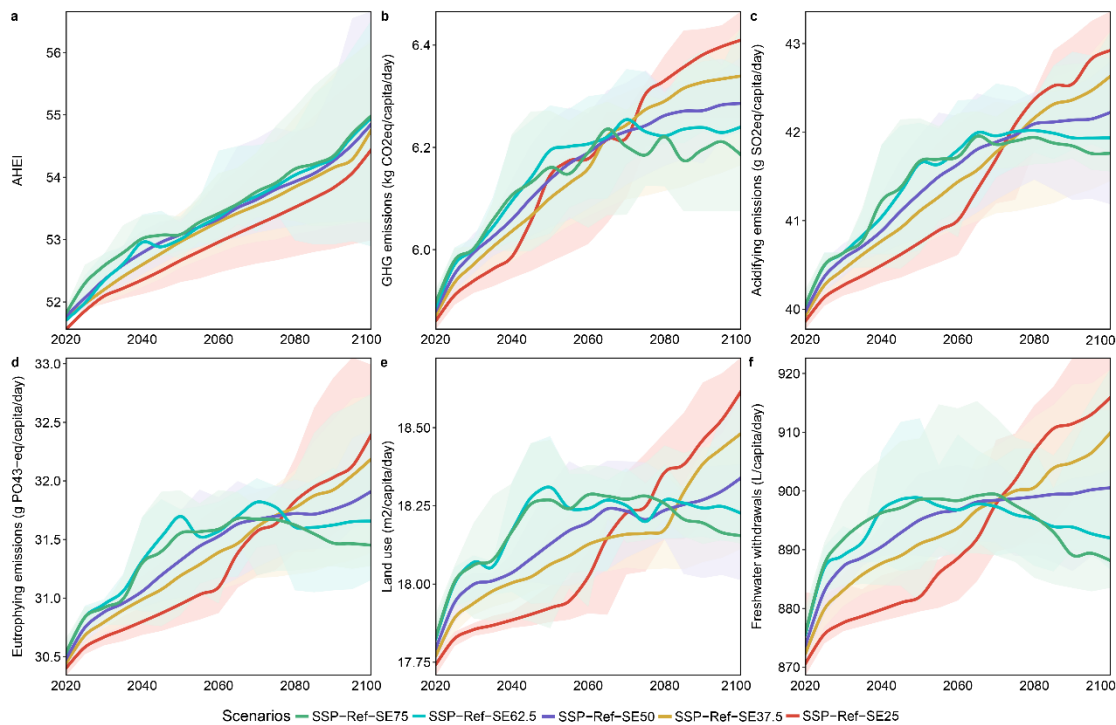 a
b
c
AHEI
56
55
54
53
52
2020 2040 2060 2080 2100
GHG emissions (kg CO2eq/capita/day)
6.4
6.2
6.0
2020 2040 2060 2080 2100
Acidifying emissions (g SO2eq/capita/day)
43
42
41
40
2020 2040 2060 2080 2100
d
e
f
Eutrophying emissions (g PO43−eq/capita/day)
33.0
32.5
32.0
31.5
31.0
30.5
2020 2040 2060 2080 2100
Land use (m2/capita/day)
18.50
18.25
18.00
17.75
2020 2040 2060 2080 2100
Freshwater withdrawals (L/capita/day)
920
910
900
890
880
870
2020 2040 2060 2080 2100
Scenarios SSP−Ref−SE75 SSP−Ref−SE62.5 SSP−Ref−SE50 SSP−Ref−SE37.5 SSP−Ref−SE25